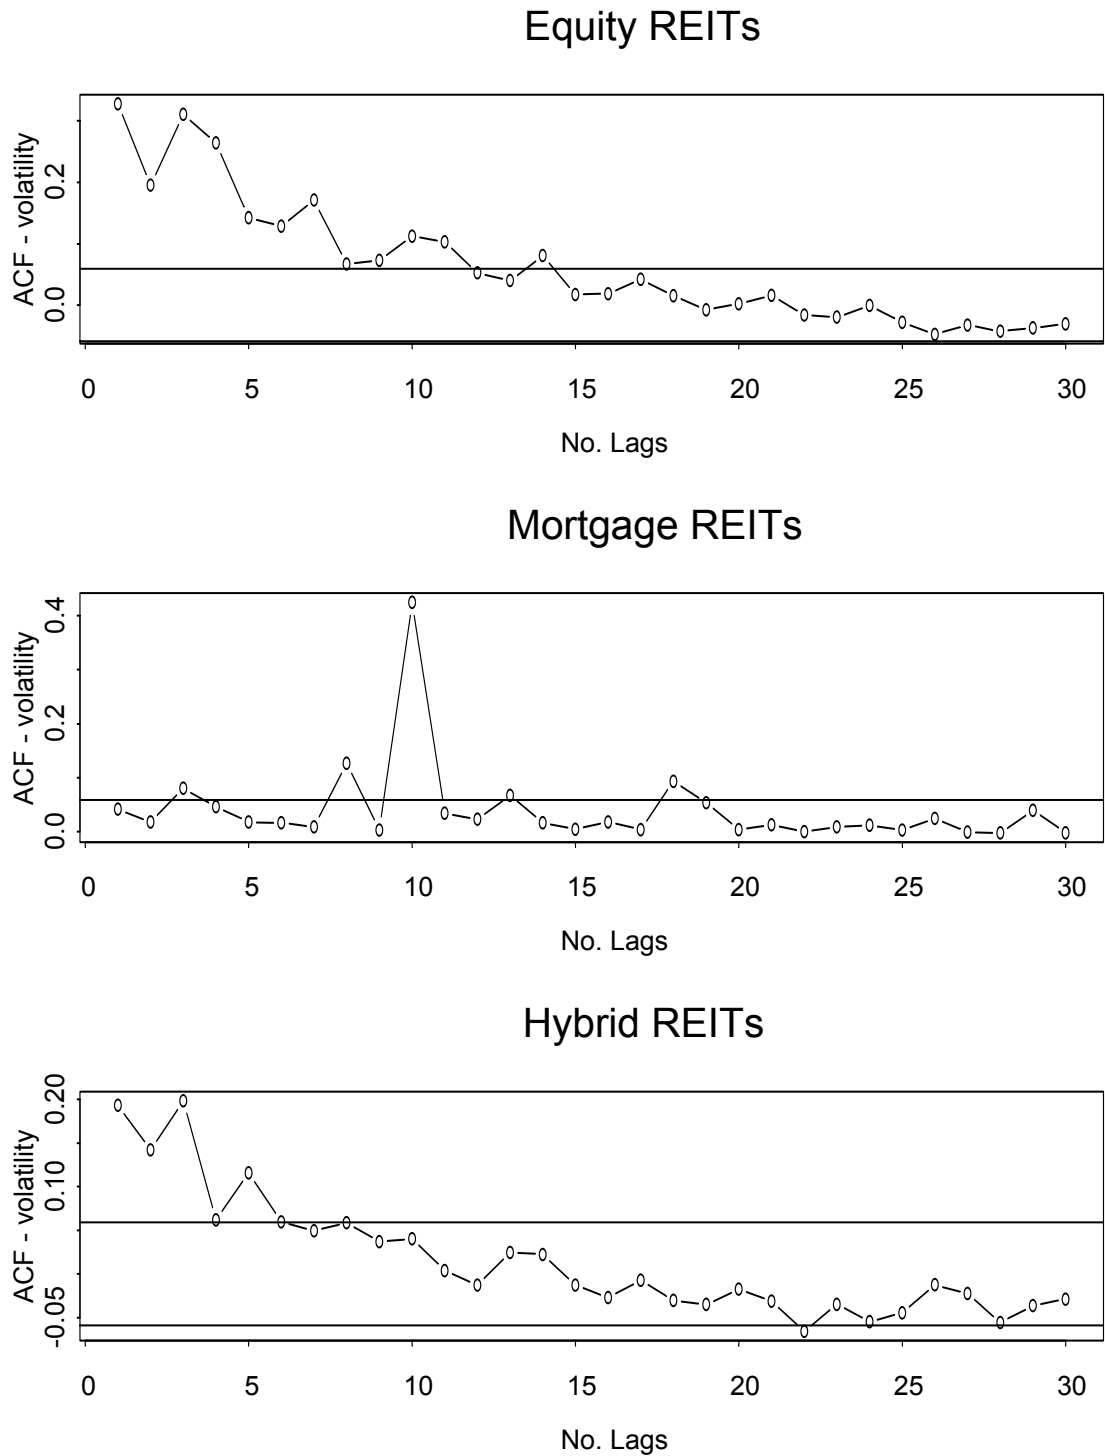 Equity REITs
ACF - volatility
0.0 0.2
0 5 10 15 20 25 30
No. Lags
Mortgage REITs
ACF - volatility
0.0 0.2 0.4
0 5 10 15 20 25 30
No. Lags
Hybrid REITs
ACF - volatility
-0.05 0.10 0.20
0 5 10 15 20 25 30
No. Lags